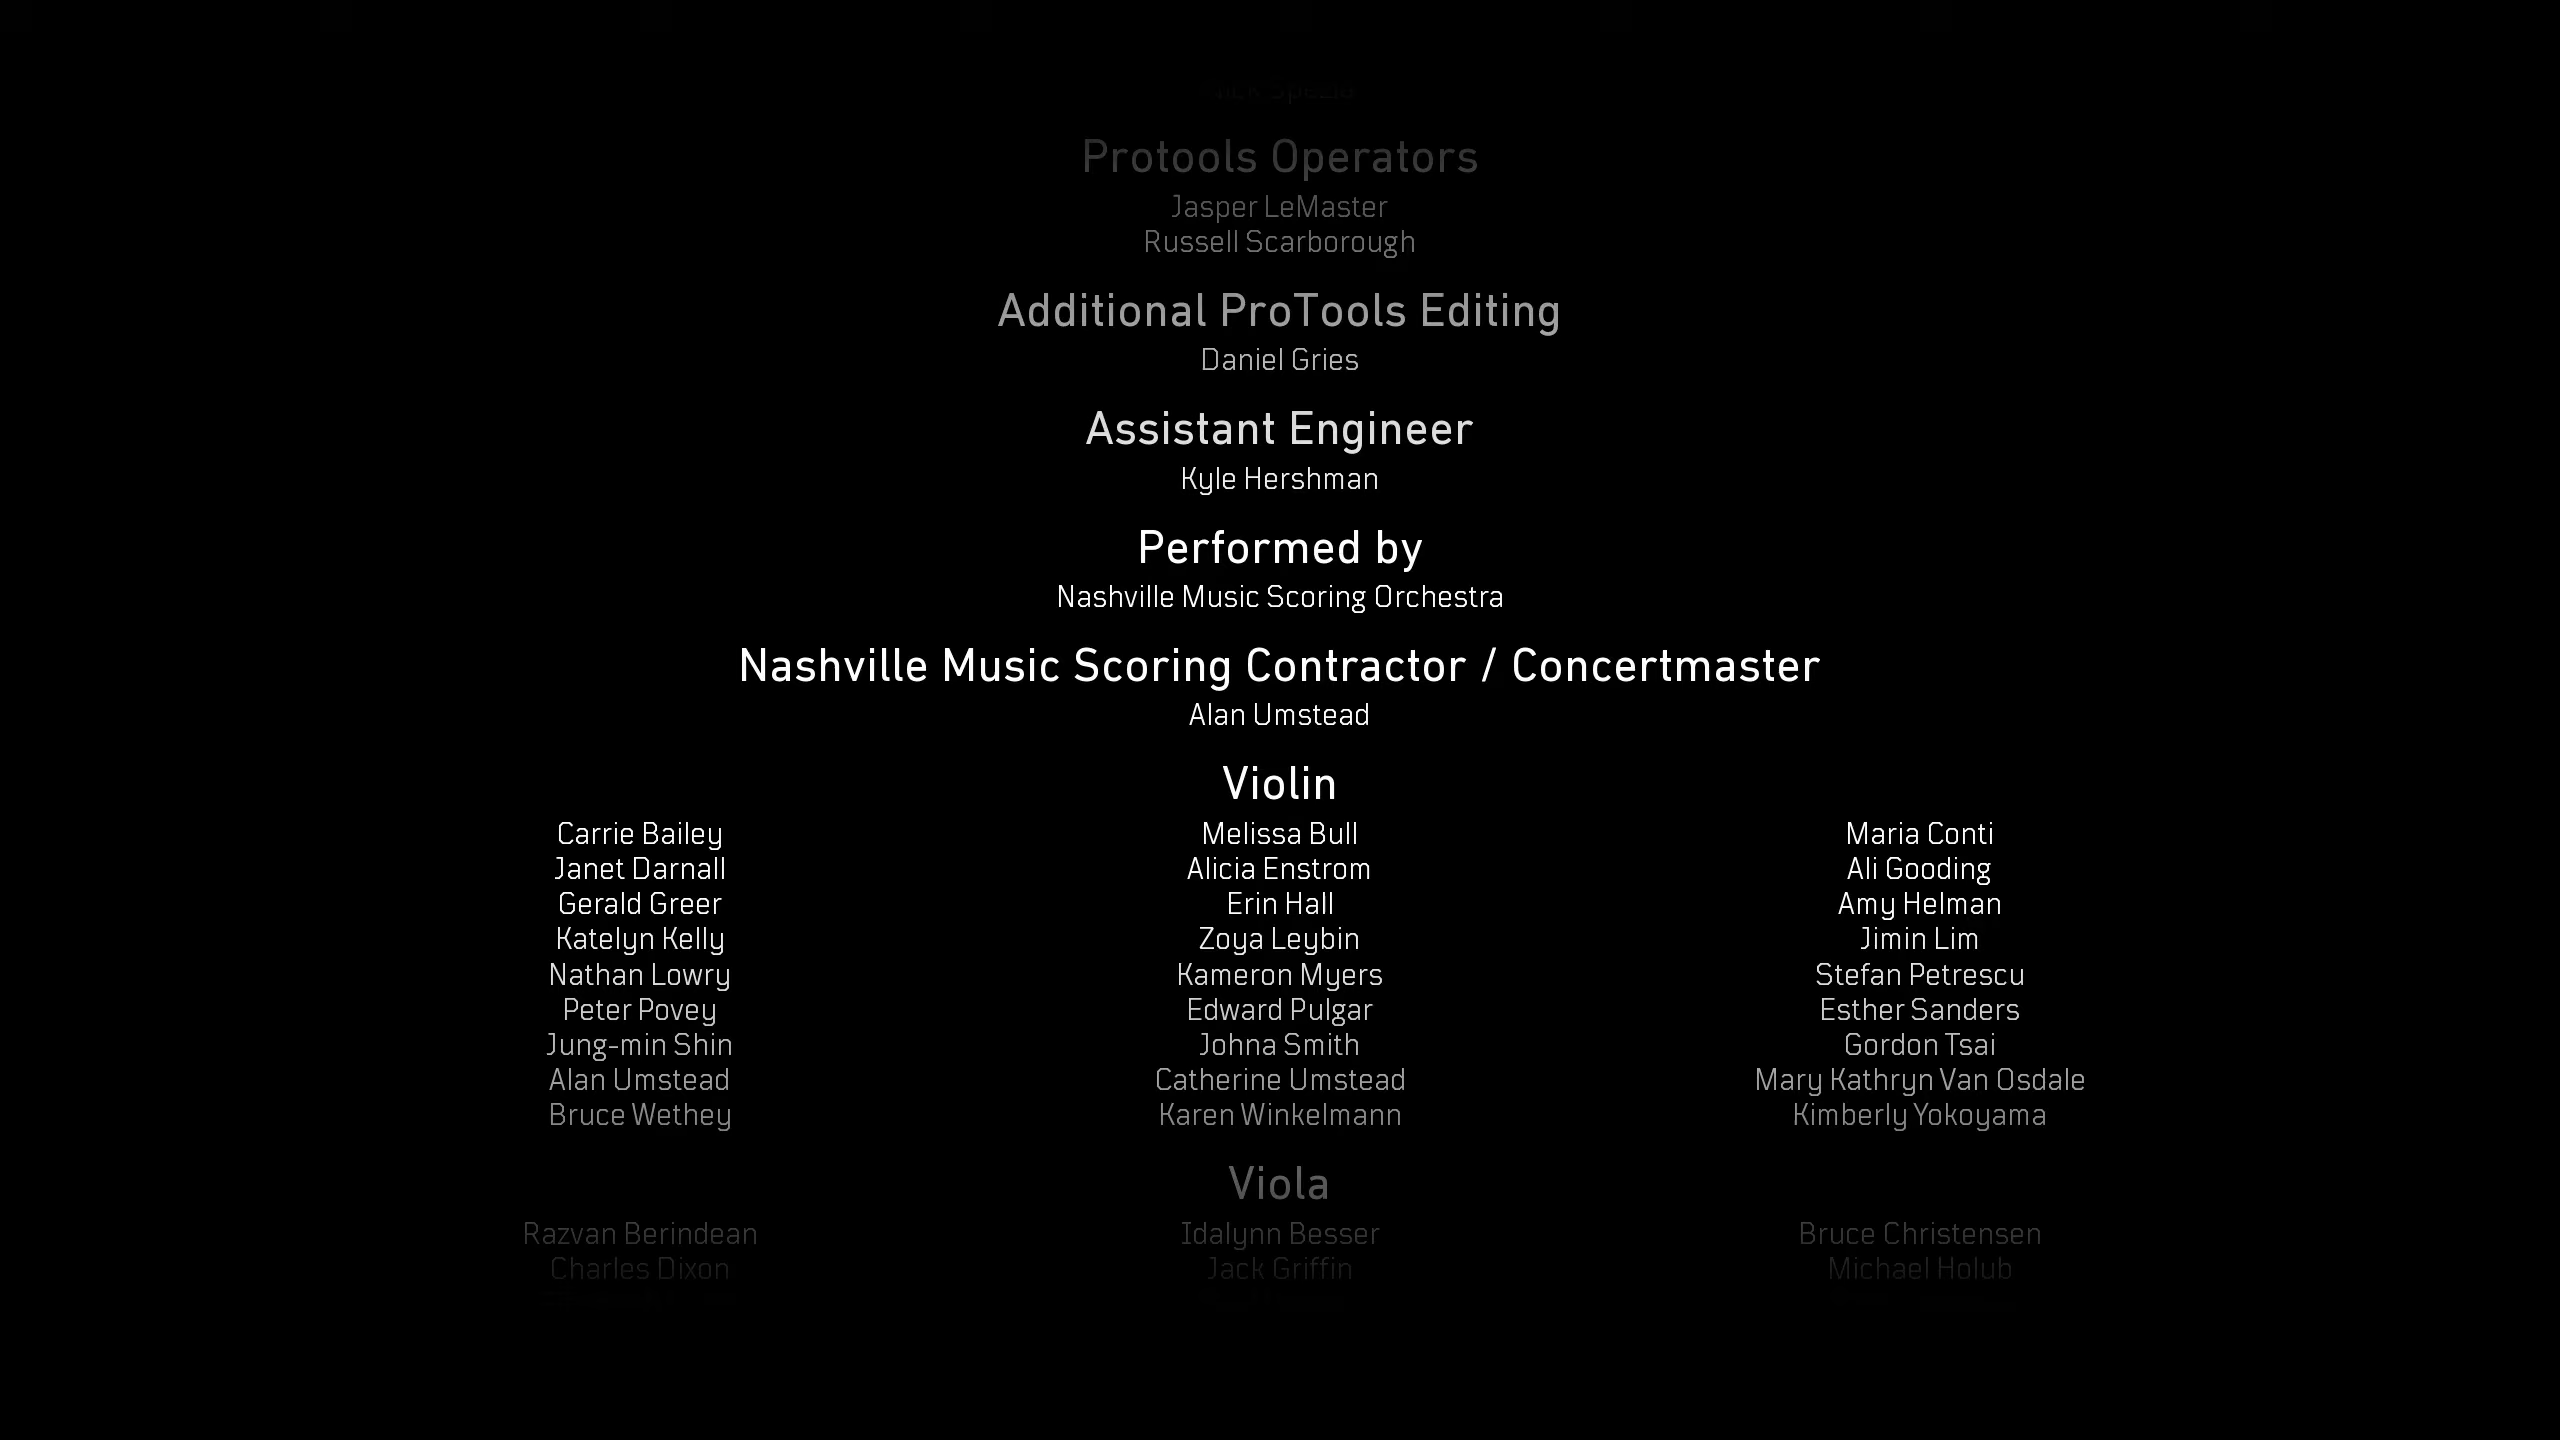 Protools Operators
Jasper LeMaster
Russell Scarborough
Additional ProTools Editing
Daniel Gries
Assistant Engineer
Kyle Hershman
Performed by
Nashville Music Scoring Orchestra
Nashville Music Scoring Contractor / Concertmaster
Alan Umstead
Violin
Carrie Bailey Melissa Bull Maria Conti
Janet Darnall Alicia Enstrom Ali Gooding
Gerald Greer Erin Hall Amy Helman
Katelyn Kelly Zoya Leybin Jimin Lim
Nathan Lowry Kameron Myers Stefan Petrescu
Peter Povey Edward Pulgar Esther Sanders
Jung-min Shin Johna Smith Gordon Tsai
Alan Umstead Catherine Umstead Mary Kathryn Van Osdale
Bruce Wethey Karen Winkelmann Kimberly Yokoyama
Viola
Razvan Berindean Idalynn Besser Bruce Christensen
Charles Dixon Jack Griffin Michael Holub